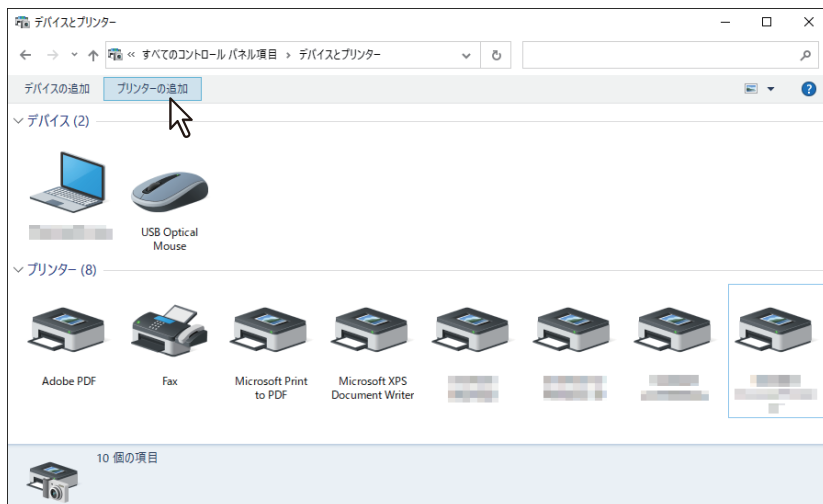 デバイスとプリンター
« すべてのコントロール パネル項目 › デバイスとプリンター
デバイスの追加 プリンターの追加
デバイス (2)
USB Optical
Mouse
プリンター (8)
Adobe PDF
Fax
Microsoft Print
to PDF
Microsoft XPS
Document Writer
10 個の項目